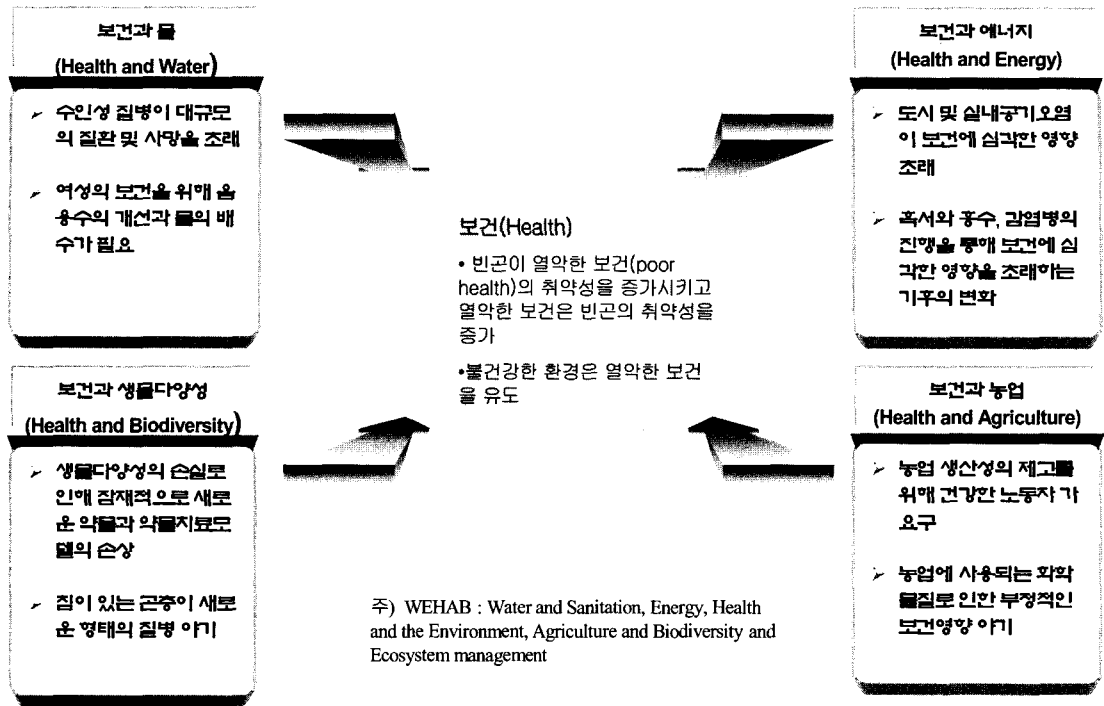 보건과 물
(Health and Water)
➢ 수인성 질병이 대규모
의 질환 및 사망을 초래
➢ 여성의 보건을 위해 음
용수의 개선과 물의 배
수가 필요
보건과 에너지
(Health and Energy)
➢ 도시 및 실내공기오염
이 보건에 심각한 영향
초래
➢ 혹서와 홍수, 감염병의
진행을 통해 보건에 심
각한 영향을 초래하는
기후의 변화
보건(Health)
• 빈곤이 열악한 보건(poor
health)의 취약성을 증가시키고
열악한 보건은 빈곤의 취약성을
증가
•불건강한 환경은 열악한 보건
을 유도
보건과 생물다양성
(Health and Biodiversity)
➢ 생물다양성의 손실로
인해 잠재적으로 새로
운 약물과 약물치료모
델의 손상
➢ 침이 있는 곤충이 새로
운 형태의 질병 야기
보건과 농업
(Health and Agriculture)
➢ 농업 생산성의 제고를
위해 건강한 노동자 가
요구
➢ 농업에 사용되는 화학
물질로 인한 부정적인
보건영향 야기
주) WEHAB : Water and Sanitation, Energy, Health
and the Environment, Agriculture and Biodiversity and
Ecosystem management